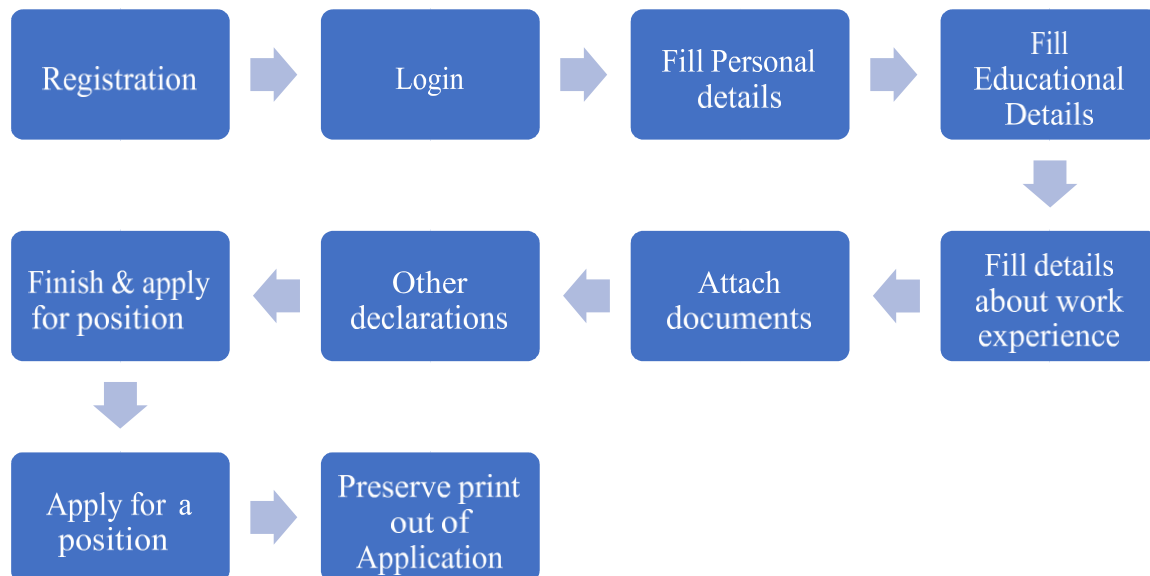 Registration
Login
Fill Personal
details
Fill
Educational
Details
Fill details
about work
experience
Attach
documents
Other
declarations
Finish & apply
for position
Apply for a
position
Preserve print
out of
Application